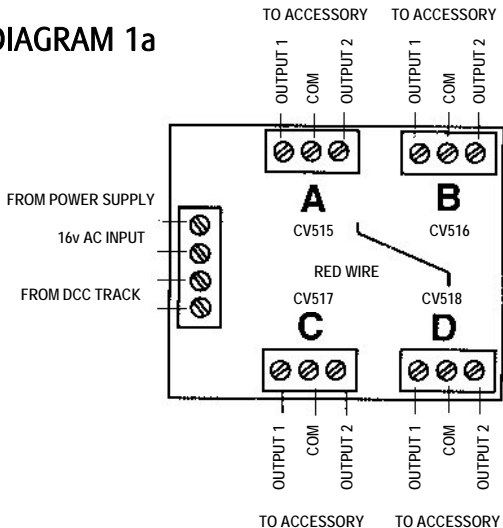 DIAGRAM 1a
TO ACCESSORY TO ACCESSORY
OUTPUT 1 COM OUTPUT 2 OUTPUT 1 COM OUTPUT 2
A B
CV515 CV516
FROM POWER SUPPLY
16v AC INPUT
FROM DCC TRACK
RED WIRE
CV517 CV518
C D
OUTPUT 1 COM OUTPUT 2 OUTPUT 1 COM OUTPUT 2
TO ACCESSORY TO ACCESSORY